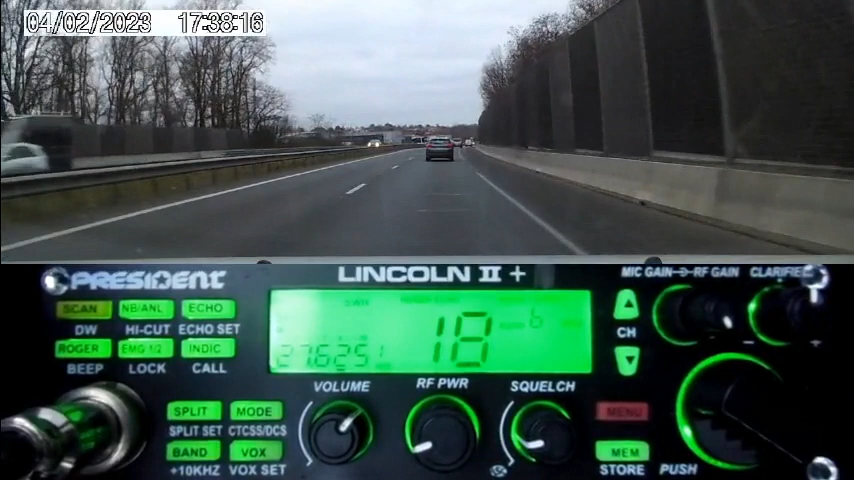 04/02/2023 17:38:16
PRESIDENT LINCOLN II + MIC GAIN RF GAIN CLARIFIER
SCAN NB/ANL ECHO
DW HI-CUT ECHO SET
ROGER EMG 1/2 INDIC
BEEP LOCK CALL
18 6
27.6251
CH
VOLUME RF PWR SQUELCH
SPLIT MODE MENU
SPLIT SET CTCSS/DCS
BAND VOX MEM
+10KHZ VOX SET STORE PUSH